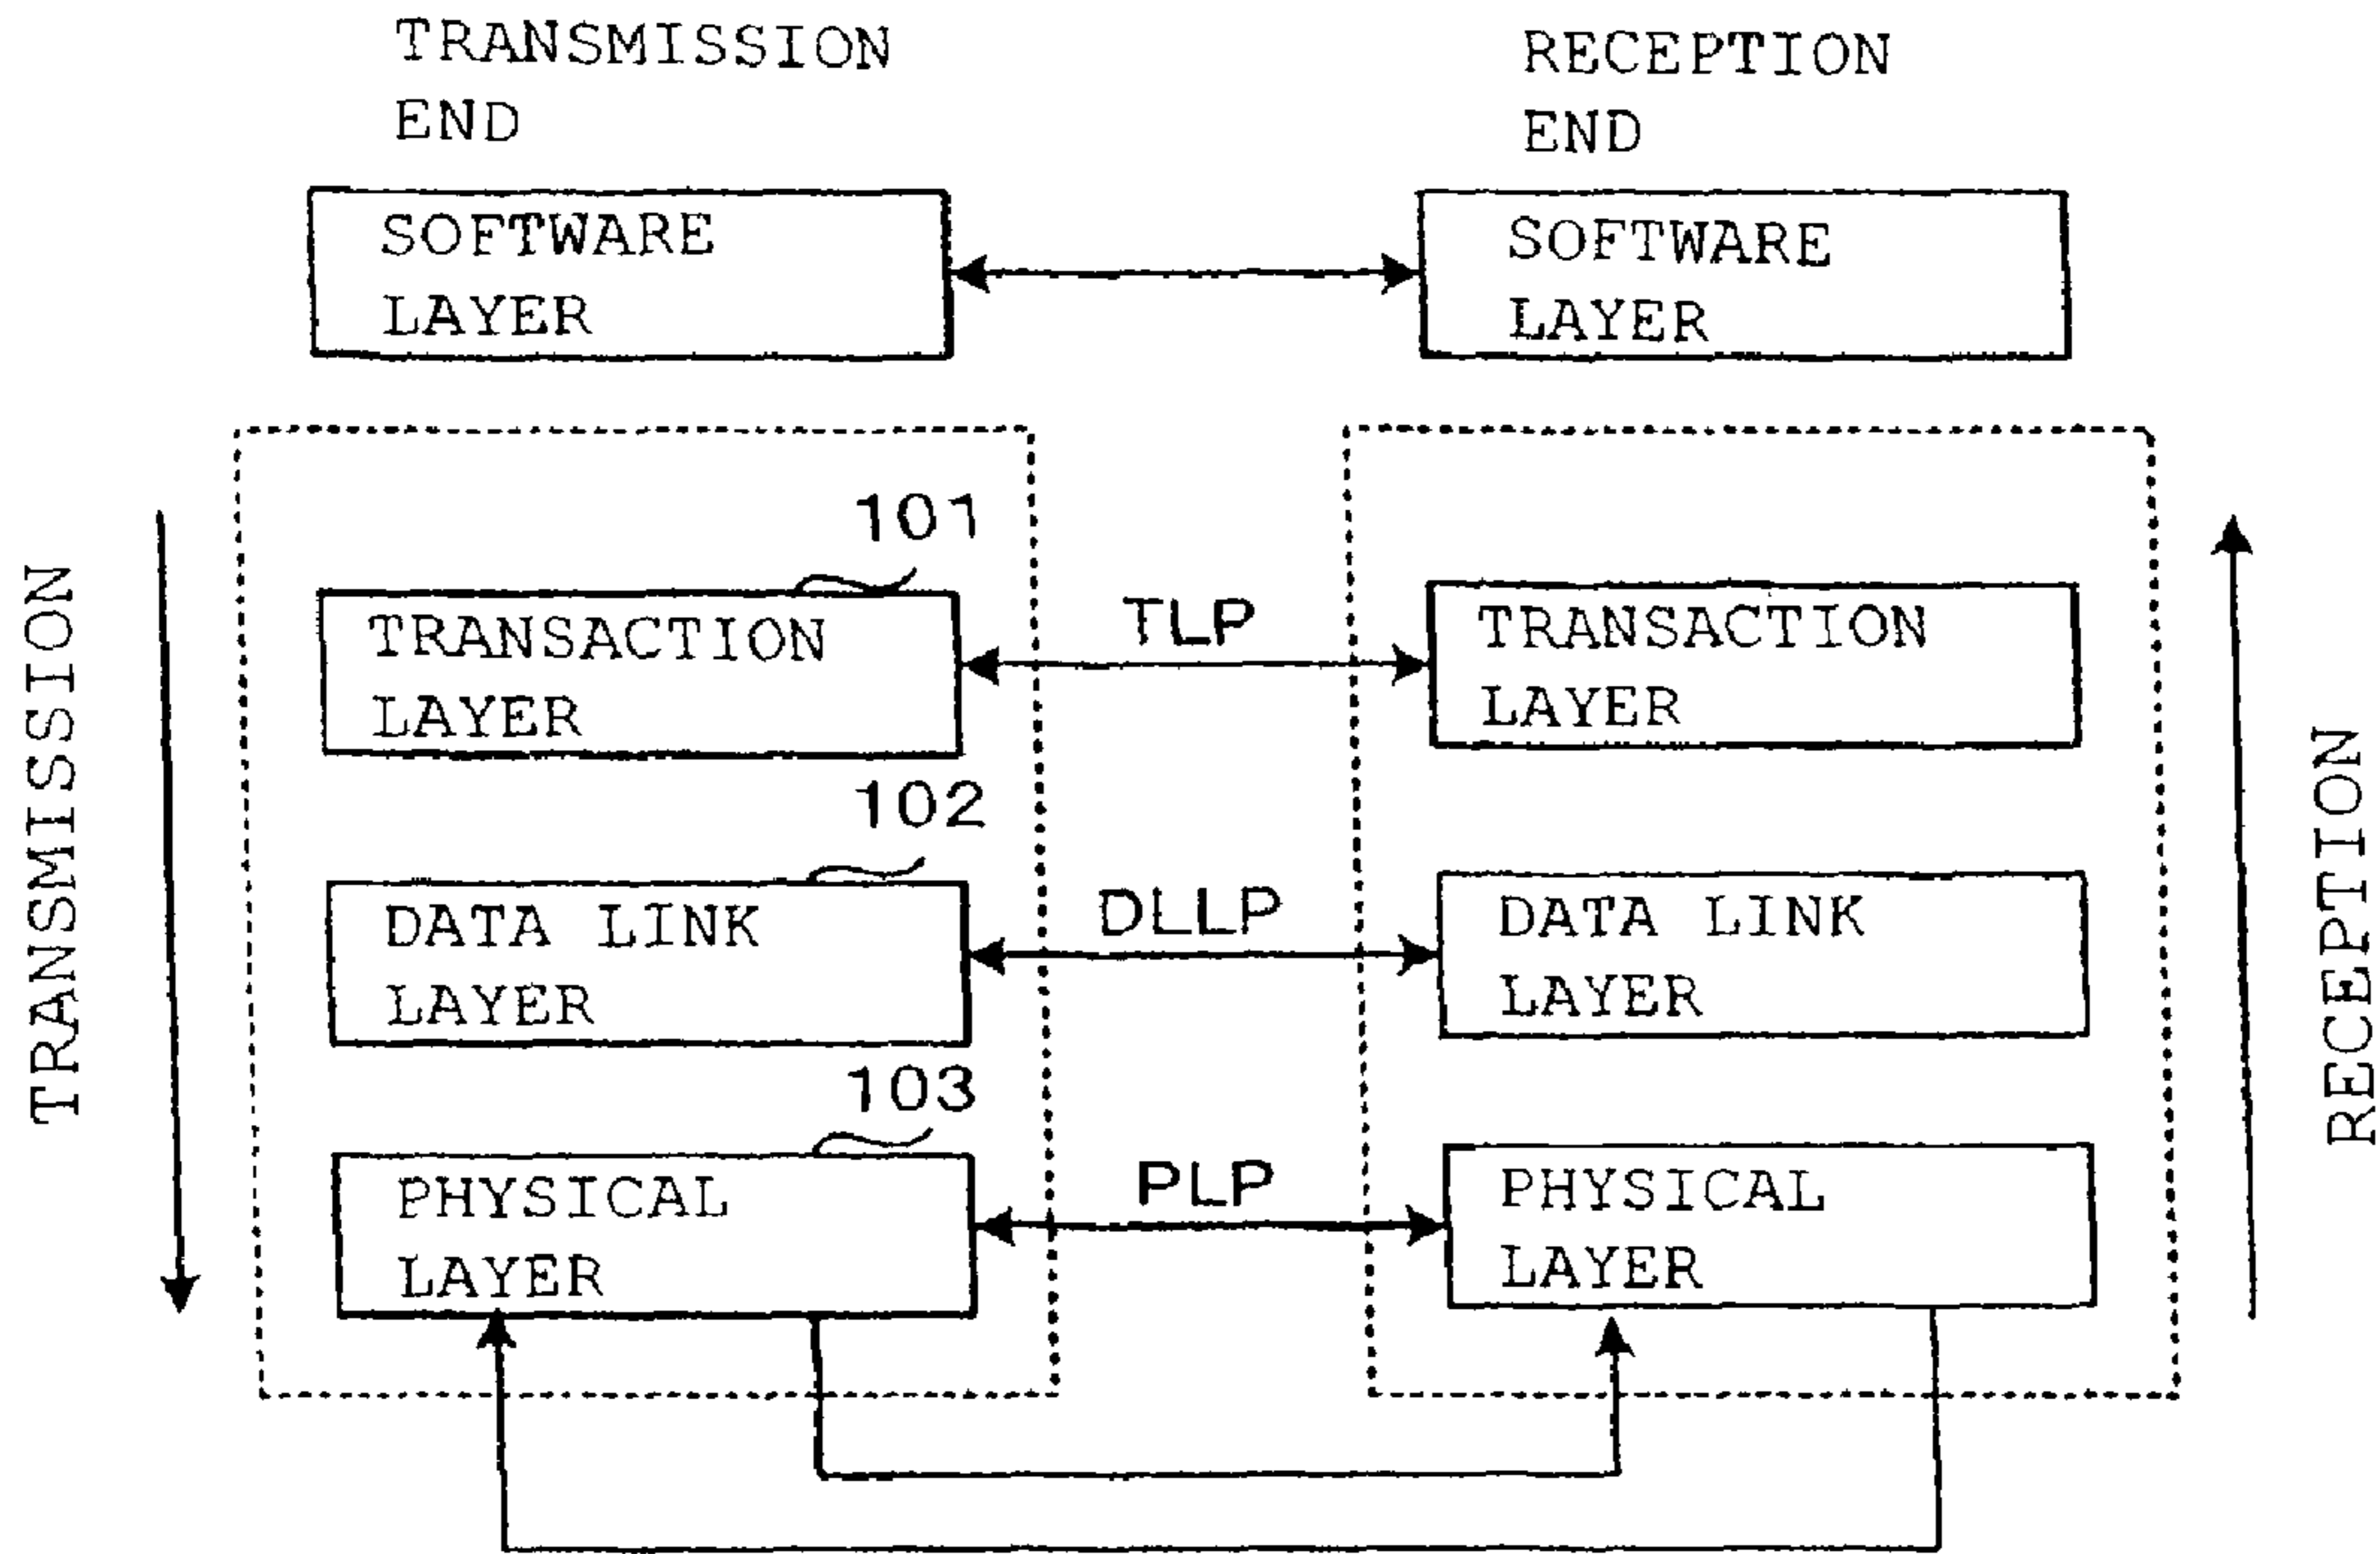 TRANSMISSION
END
RECEPTION
END
SOFTWARE
LAYER
SOFTWARE
LAYER
TRANSMISSION
101
TRANSACTION
LAYER
TLP
TRANSACTION
LAYER
102
DATA LINK
LAYER
DLLP
DATA LINK
LAYER
103
PHYSICAL
LAYER
PLP
PHYSICAL
LAYER
RECEPTION